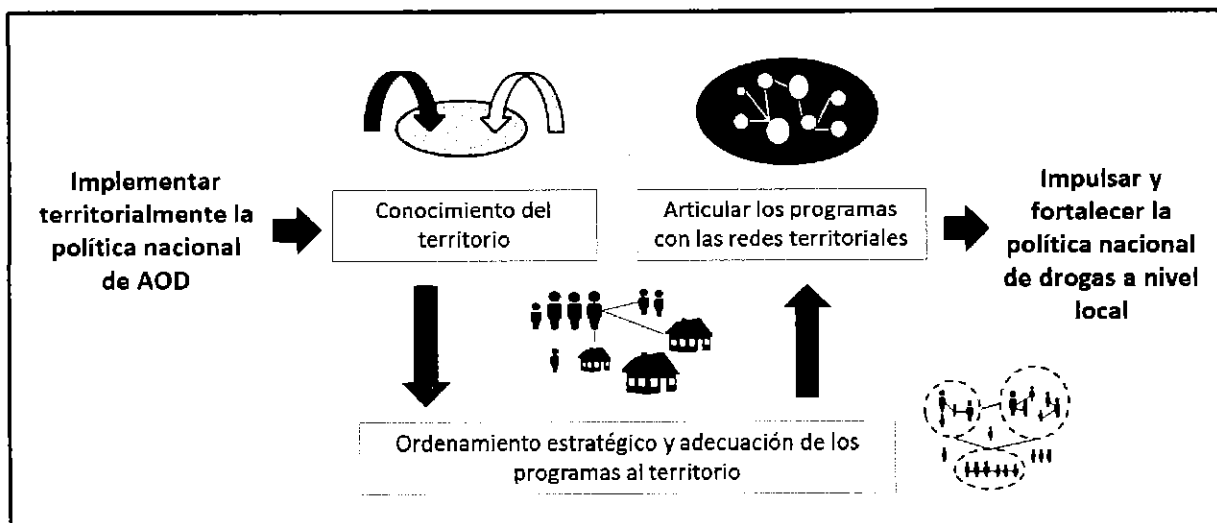 Implementar
territorialmente la
política nacional
de AOD
Conocimiento del
territorio
Ordenamiento estratégico y adecuación de los
programas al territorio
Articular los programas
con las redes territoriales
Impulsar y
fortalecer la
política nacional
de drogas a nivel
local